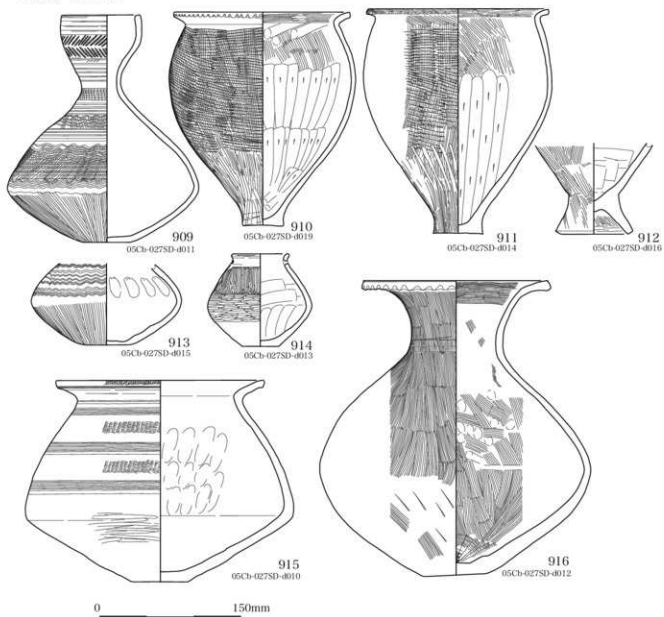 909
05Cb-027SD-d011
910
05Cb-027SD-d019
911
05Cb-027SD-d014
912
05Cb-027SD-d016
913
05Cb-027SD-d015
914
05Cb-027SD-d013
915
05Cb-027SD-d010
916
05Cb-027SD-d012
0 150mm